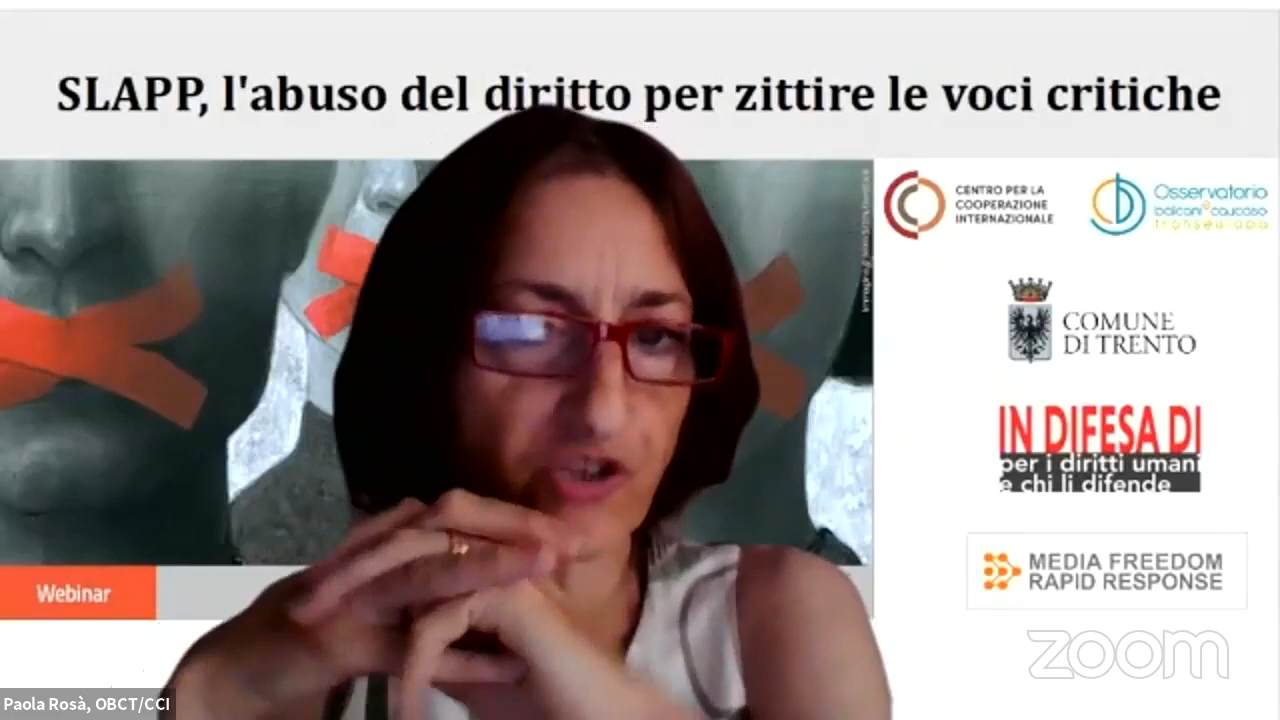 SLAPP, l'abuso del diritto per zittire le voci critiche
CENTRO PER LA
COOPERAZIONE
INTERNAZIONALE
Osservatorio
balcani e caucaso
transeuropa
COMUNE
DI TRENTO
IN DIFESA DI
per i diritti umani
e chi li difende
MEDIA FREEDOM
RAPID RESPONSE
Webinar
zoom
Paola Rosà, OBCT/CCI